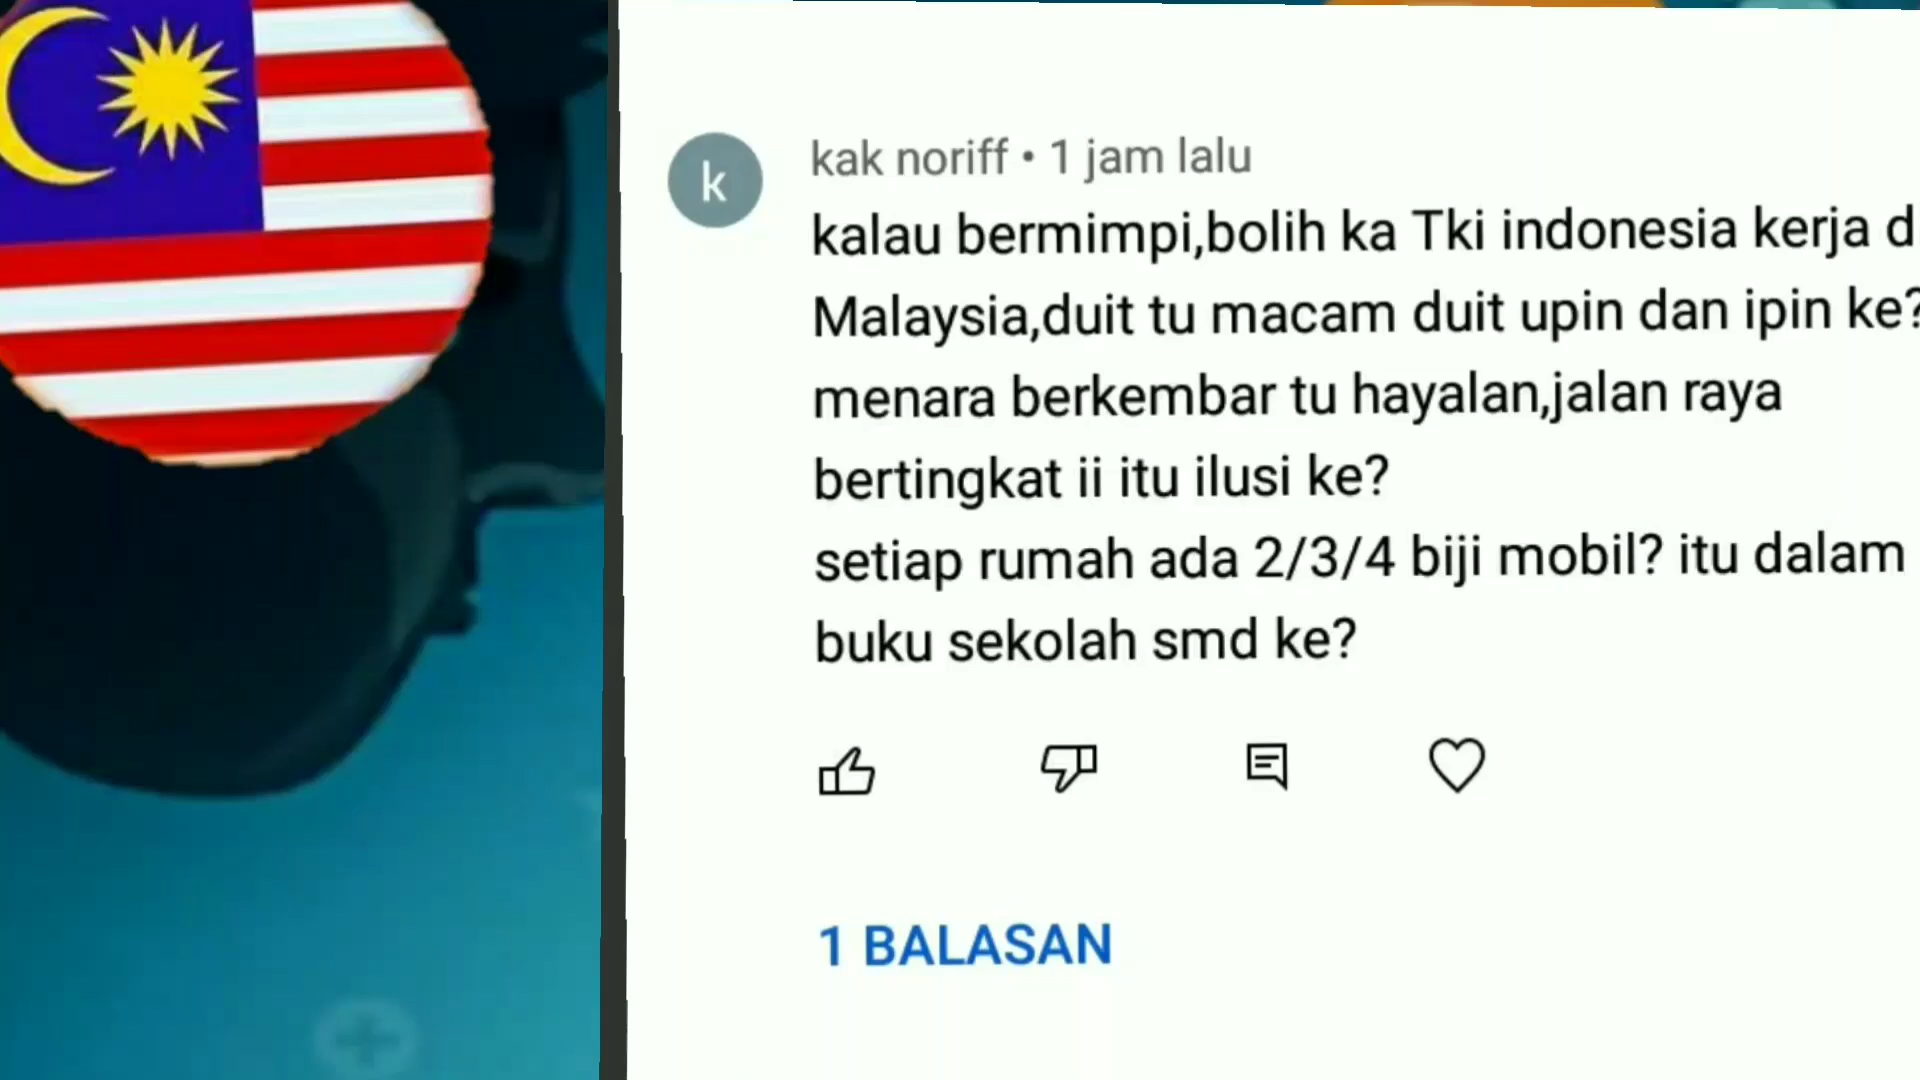 k
kak noriff • 1 jam lalu
kalau bermimpi,bolih ka Tki indonesia kerja d
Malaysia,duit tu macam duit upin dan ipin ke?
menara berkembar tu hayalan,jalan raya
bertingkat ii itu ilusi ke?
setiap rumah ada 2/3/4 biji mobil? itu dalam
buku sekolah smd ke?
1 BALASAN